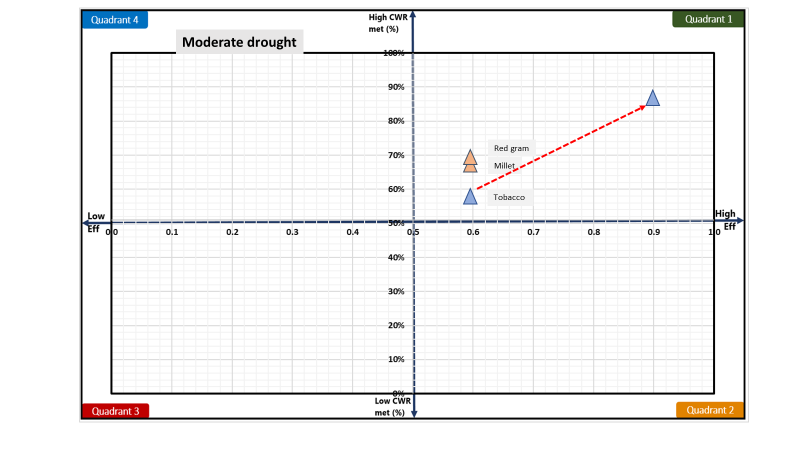 Quadrant 4
High CWR
met (%)
Quadrant 1
Moderate drought
100%
90%
80%
70%
60%
50%
40%
30%
20%
10%
0%
Red gram
Millet
Tobacco
Low
Eff
High
Eff
0.0
0.1
0.2
0.3
0.4
0.5
0.6
0.7
0.8
0.9
1.0
Low CWR
met (%)
Quadrant 3
Quadrant 2